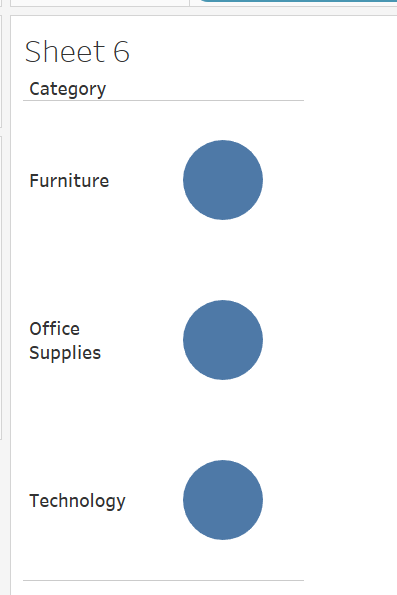 Sheet 6
Category
Furniture
Office
Supplies
Technology